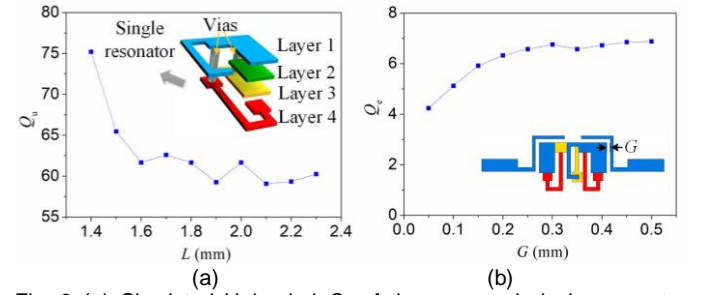 80
75
70
65
60
55
Qu
1.4 1.6 1.8 2.0 2.2 2.4
L (mm)
Single
resonator
Vias
Layer 1
Layer 2
Layer 3
Layer 4
(a)
8
6
4
2
0
Qe
0.0 0.1 0.2 0.3 0.4 0.5
G (mm)
G
(b)